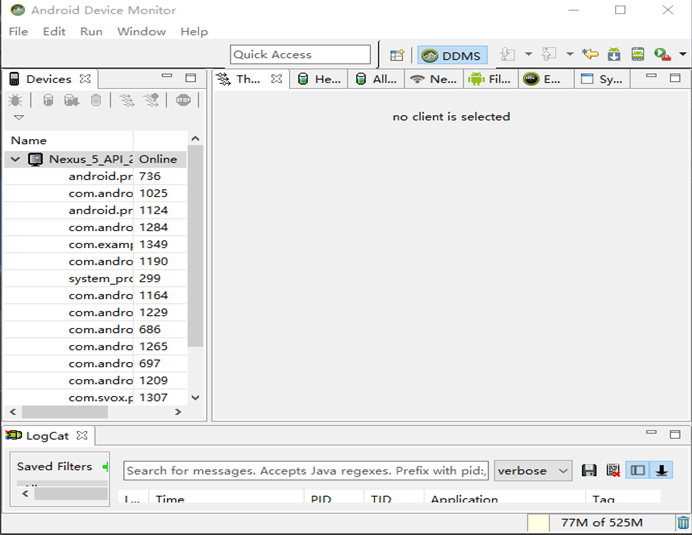 Android Device Monitor
File Edit Run Window Help
Quick Access
DDMS
Devices
Th... He... All... Ne... Fil... E... Sy...
no client is selected
Name
Nexus_5_API_2 Online
android.pr 736
com.andro 1025
android.pr 1124
com.andro 1284
com.examp 1349
com.andro 1190
system_pro 299
com.andro 1164
com.andro 1229
com.andro 686
com.andro 1265
com.andro 697
com.andro 1209
com.svox.p 1307
LogCat
Saved Filters
Search for messages. Accepts Java regexes. Prefix with pid:,
verbose
L... Time PID TID Application Tag
77M of 525M